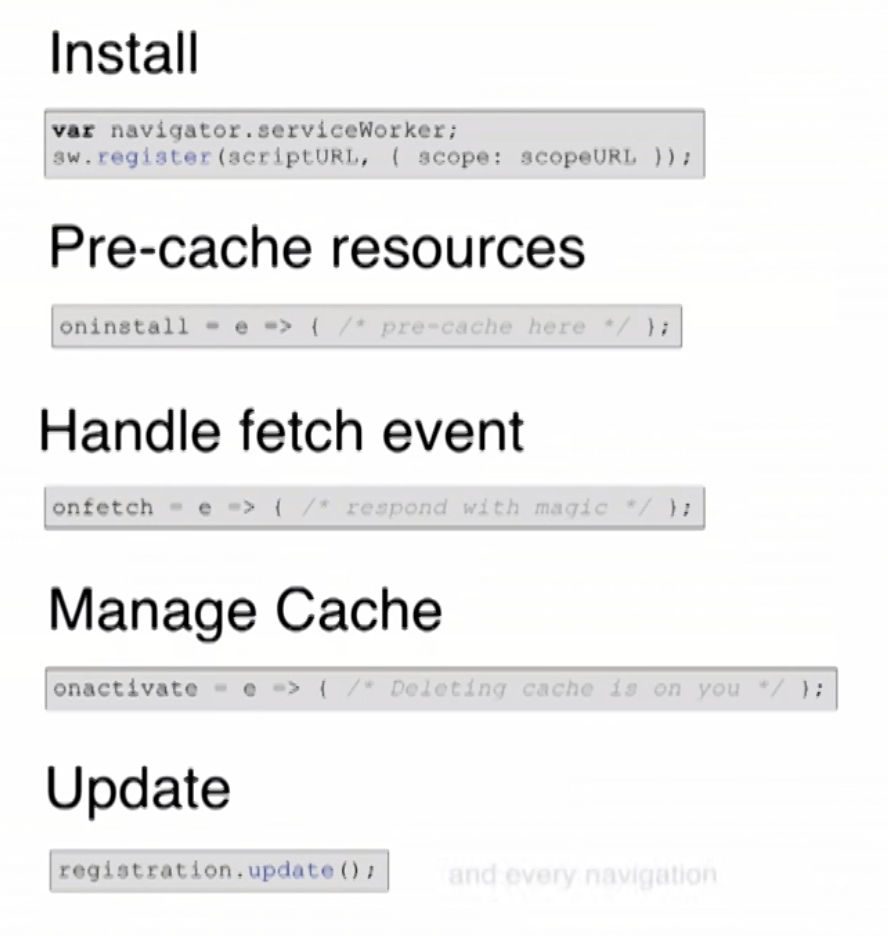 Install
var navigator.serviceWorker;
sw.register(scriptURL, { scope: scopeURL });
Pre-cache resources
oninstall = e => { /* pre-cache here */ };
Handle fetch event
onfetch = e => { /* respond with magic */ };
Manage Cache
onactivate = e => { /* Deleting cache is on you */ };
Update
registration.update(); and every navigation